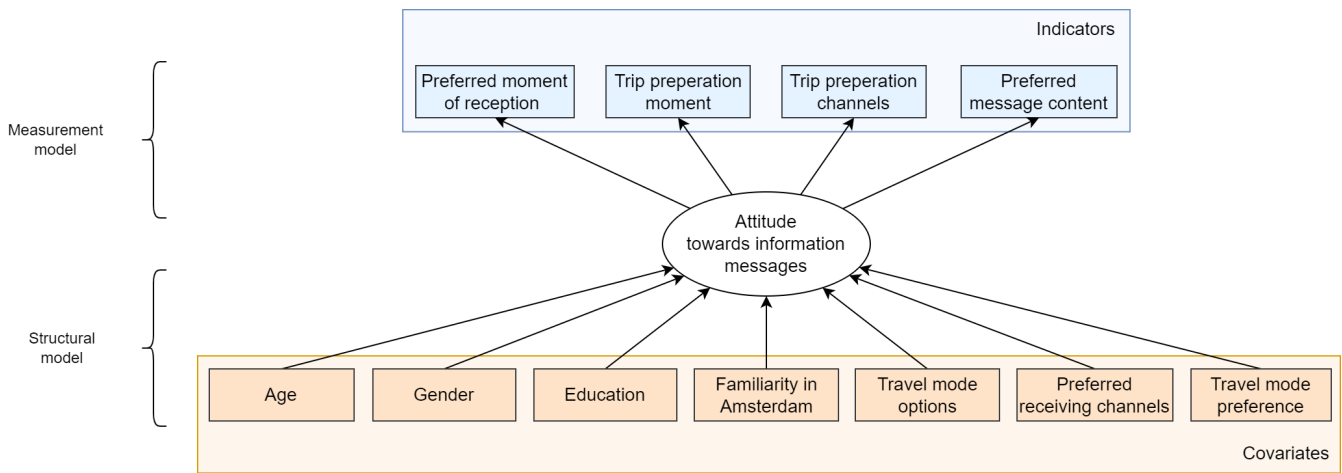 Indicators
Preferred moment
of reception
Trip preperation
moment
Trip preperation
channels
Preferred
message content
Measurement
model
Attitude
towards information
messages
Structural
model
Age
Gender
Education
Familiarity in
Amsterdam
Travel mode
options
Preferred
receiving channels
Travel mode
preference
Covariates